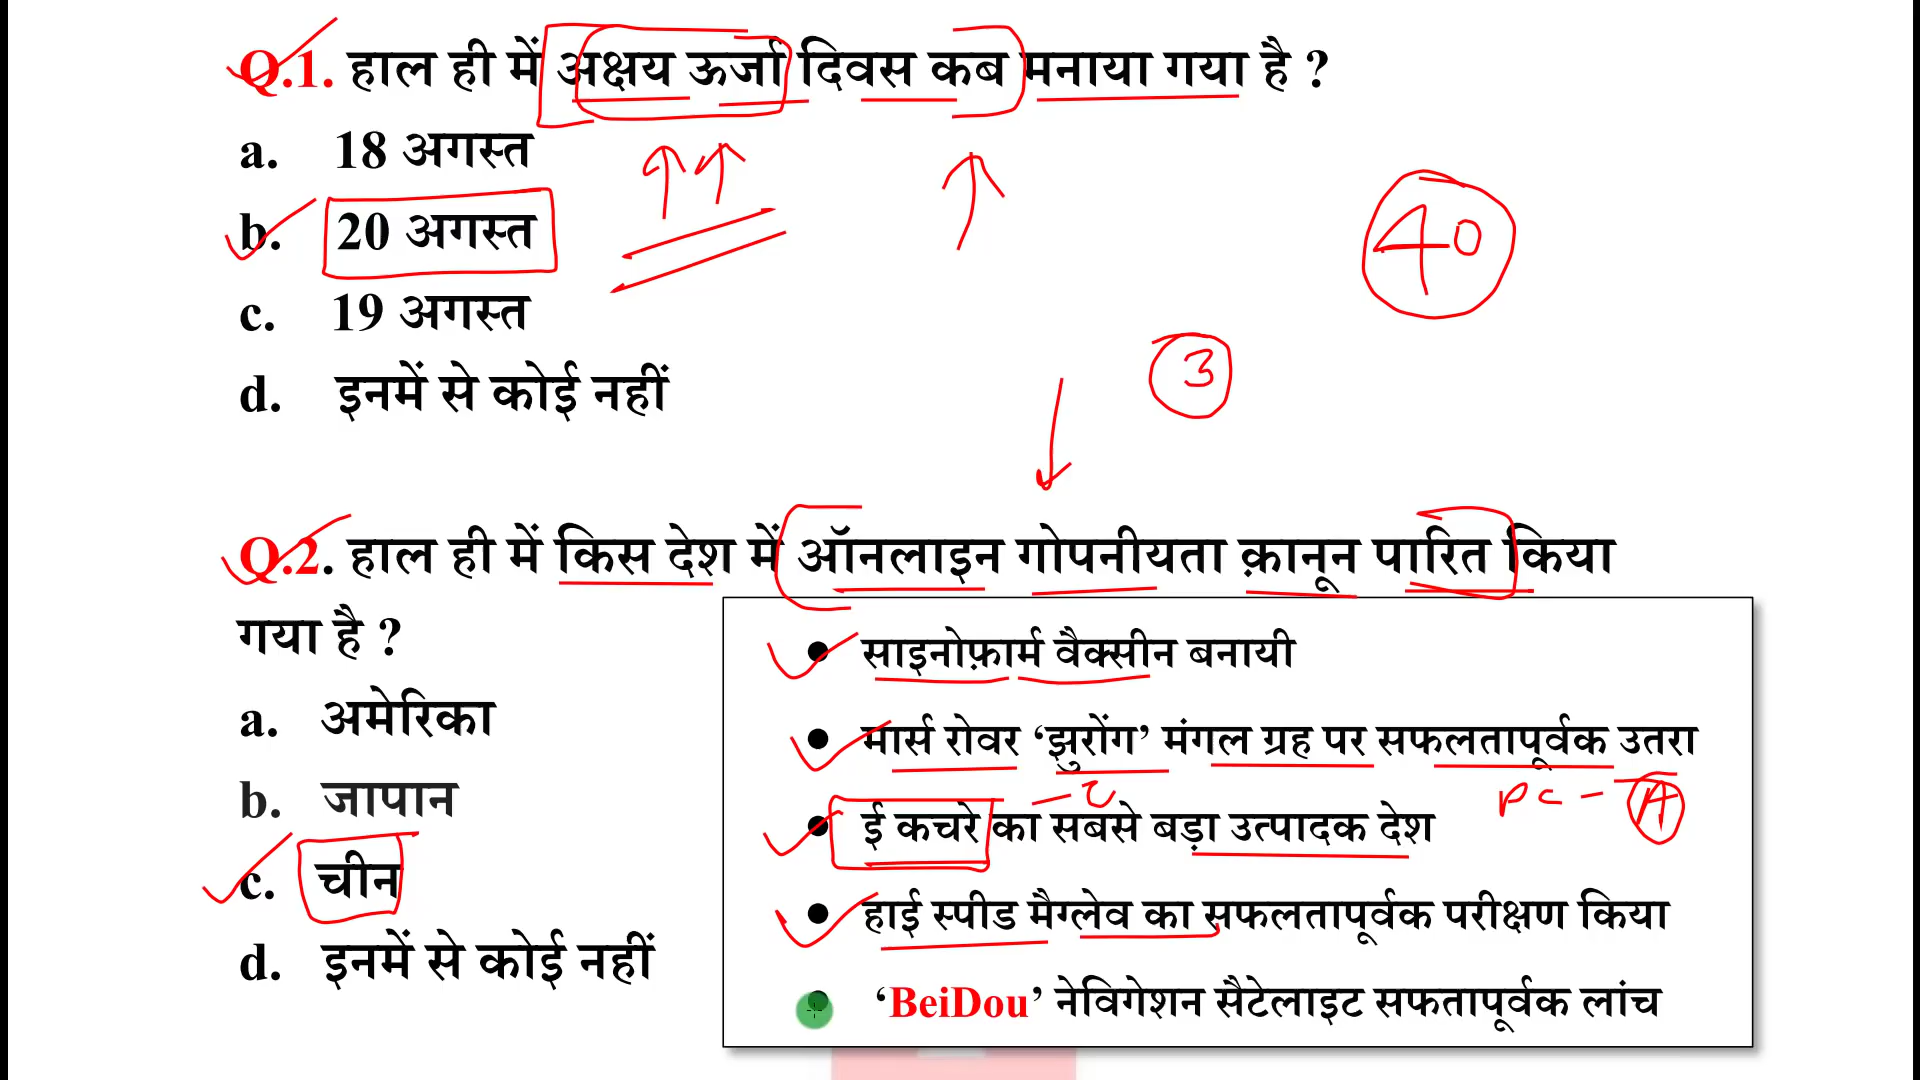 Q.1. हाल ही में अक्षय ऊर्जा दिवस कब मनाया गया है ?
a. 18 अगस्त
b. 20 अगस्त
c. 19 अगस्त
d. इनमें से कोई नहीं
40
3
Q.2. हाल ही में किस देश में ऑनलाइन गोपनीयता क़ानून पारित किया
गया है ?
a. अमेरिका
b. जापान
c. चीन
d. इनमें से कोई नहीं
● साइनोफ़ार्म वैक्सीन बनायी
● मार्स रोवर ‘झुरोंग’ मंगल ग्रह पर सफलतापूर्वक उतरा
– C
PC – A
● ई कचरे का सबसे बड़ा उत्पादक देश
● हाई स्पीड मैग्लेव का सफलतापूर्वक परीक्षण किया
● ‘BeiDou’ नेविगेशन सैटेलाइट सफतापूर्वक लांच